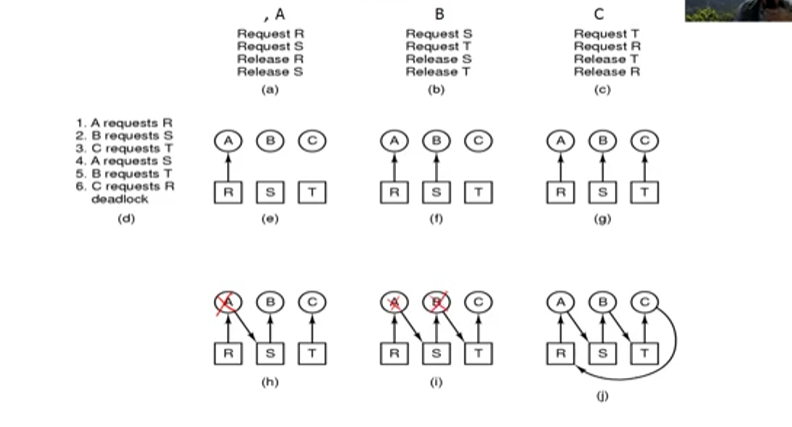 , A B C
Request R Request S Request T
Request S Request T Request R
Release R Release S Release T
Release S Release T Release R
(a) (b) (c)
1. A requests R
2. B requests S
3. C requests T
4. A requests S
5. B requests T
6. C requests R
deadlock
(d)
A B C A B C A B C
R S T R S T R S T
(e) (f) (g)
A B C A B C A B C
R S T R S T R S T
(h) (i) (j)